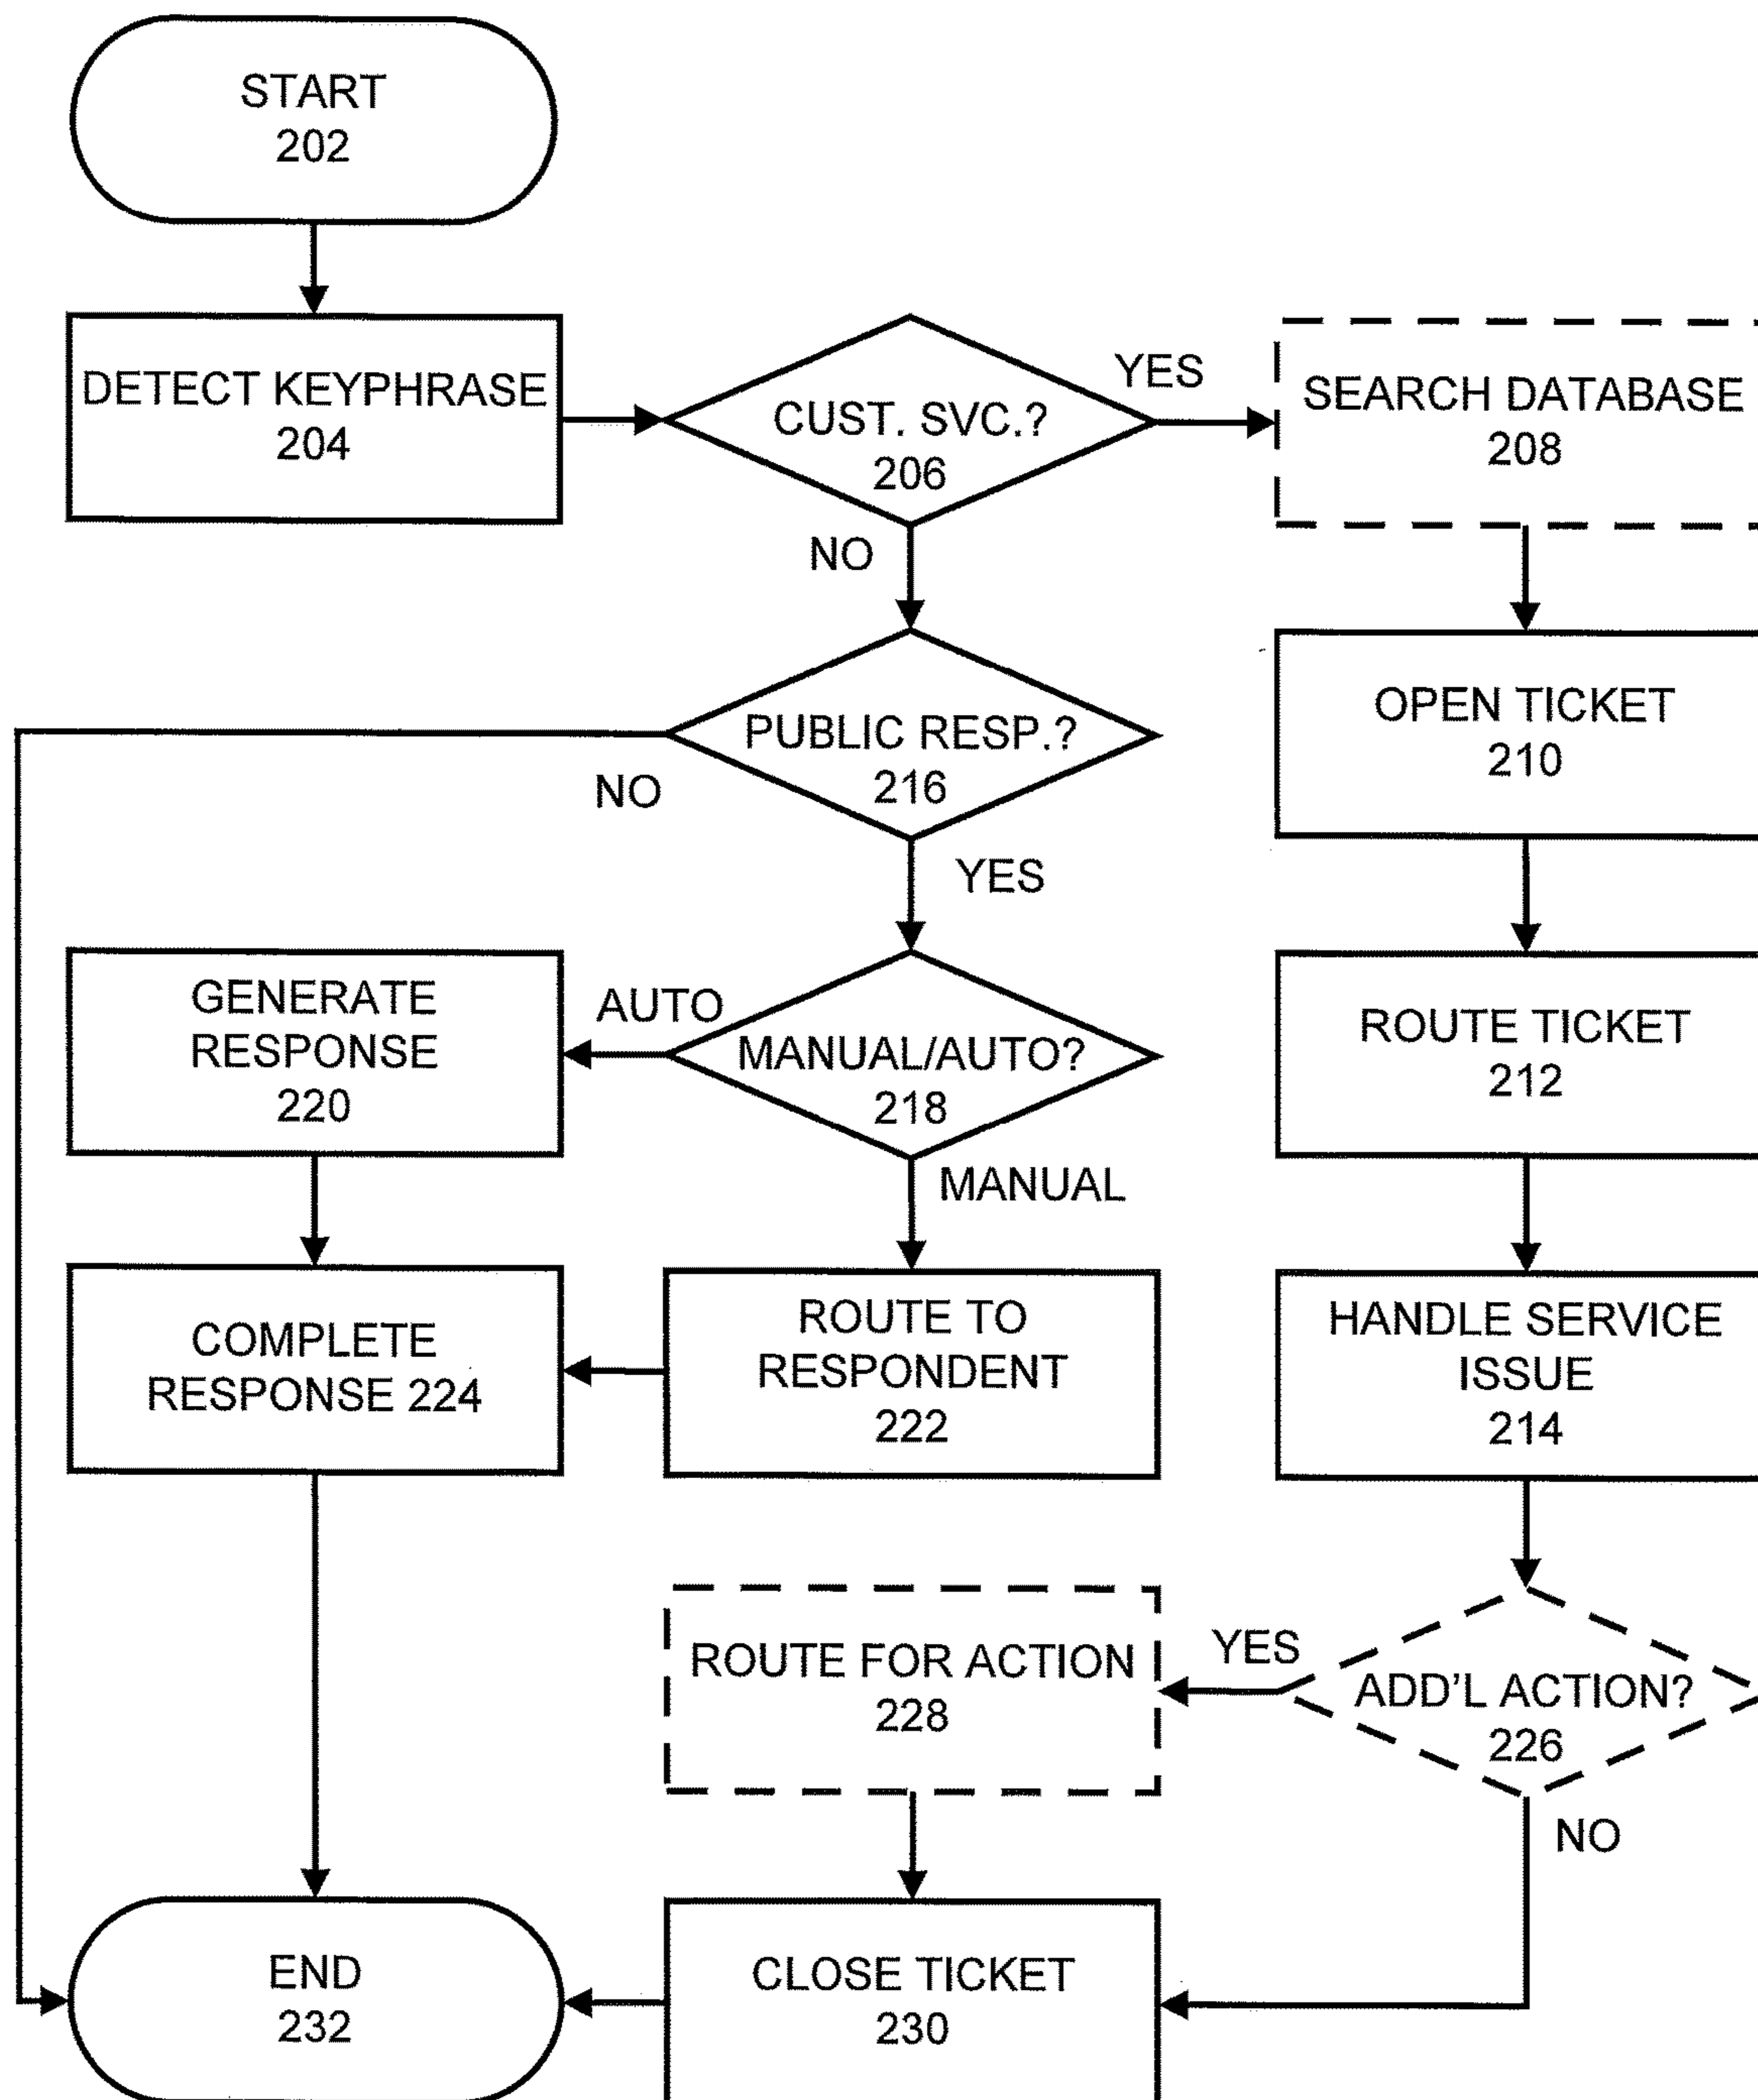 START
202
DETECT KEYPHRASE
204
CUST. SVC.?
206
YES
SEARCH DATABASE
208
NO
PUBLIC RESP.?
216
NO
YES
OPEN TICKET
210
GENERATE
RESPONSE
220
AUTO
MANUAL/AUTO?
218
MANUAL
ROUTE TICKET
212
COMPLETE
RESPONSE 224
ROUTE TO
RESPONDENT
222
HANDLE SERVICE
ISSUE
214
ROUTE FOR ACTION
228
YES
ADD'L ACTION?
226
NO
END
232
CLOSE TICKET
230